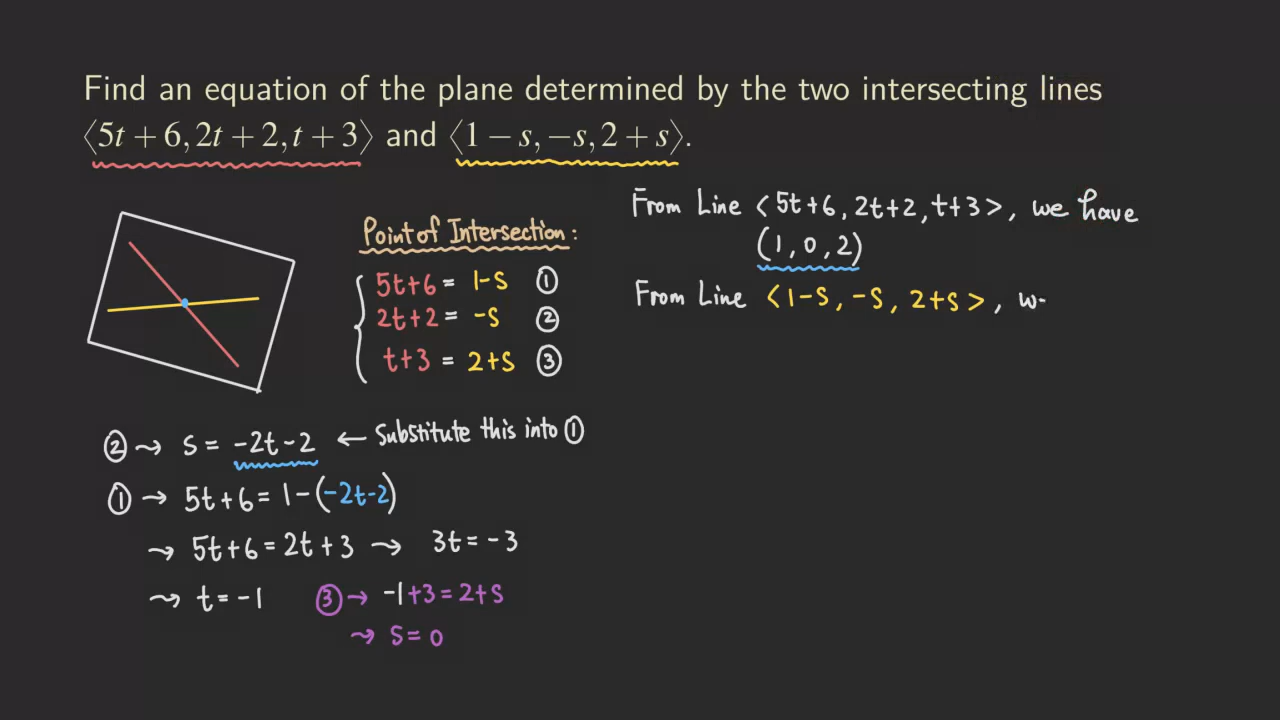 Find an equation of the plane determined by the two intersecting lines
⟨5t + 6, 2t + 2, t + 3⟩ and ⟨1 − s, −s, 2 + s⟩.
Point of Intersection:
5t+6 = 1-s ①
2t+2 = -s ②
t+3 = 2+s ③
② ⇝ s = -2t-2 ← Substitute this into ①
① → 5t+6 = 1-(-2t-2)
⇝ 5t+6 = 2t+3 ⇝ 3t = -3
⇝ t = -1 ③ → -1+3 = 2+s
⇝ s = 0
From Line <5t+6, 2t+2, t+3>, we have
(1, 0, 2)
From Line <1-s, -s, 2+s>, w